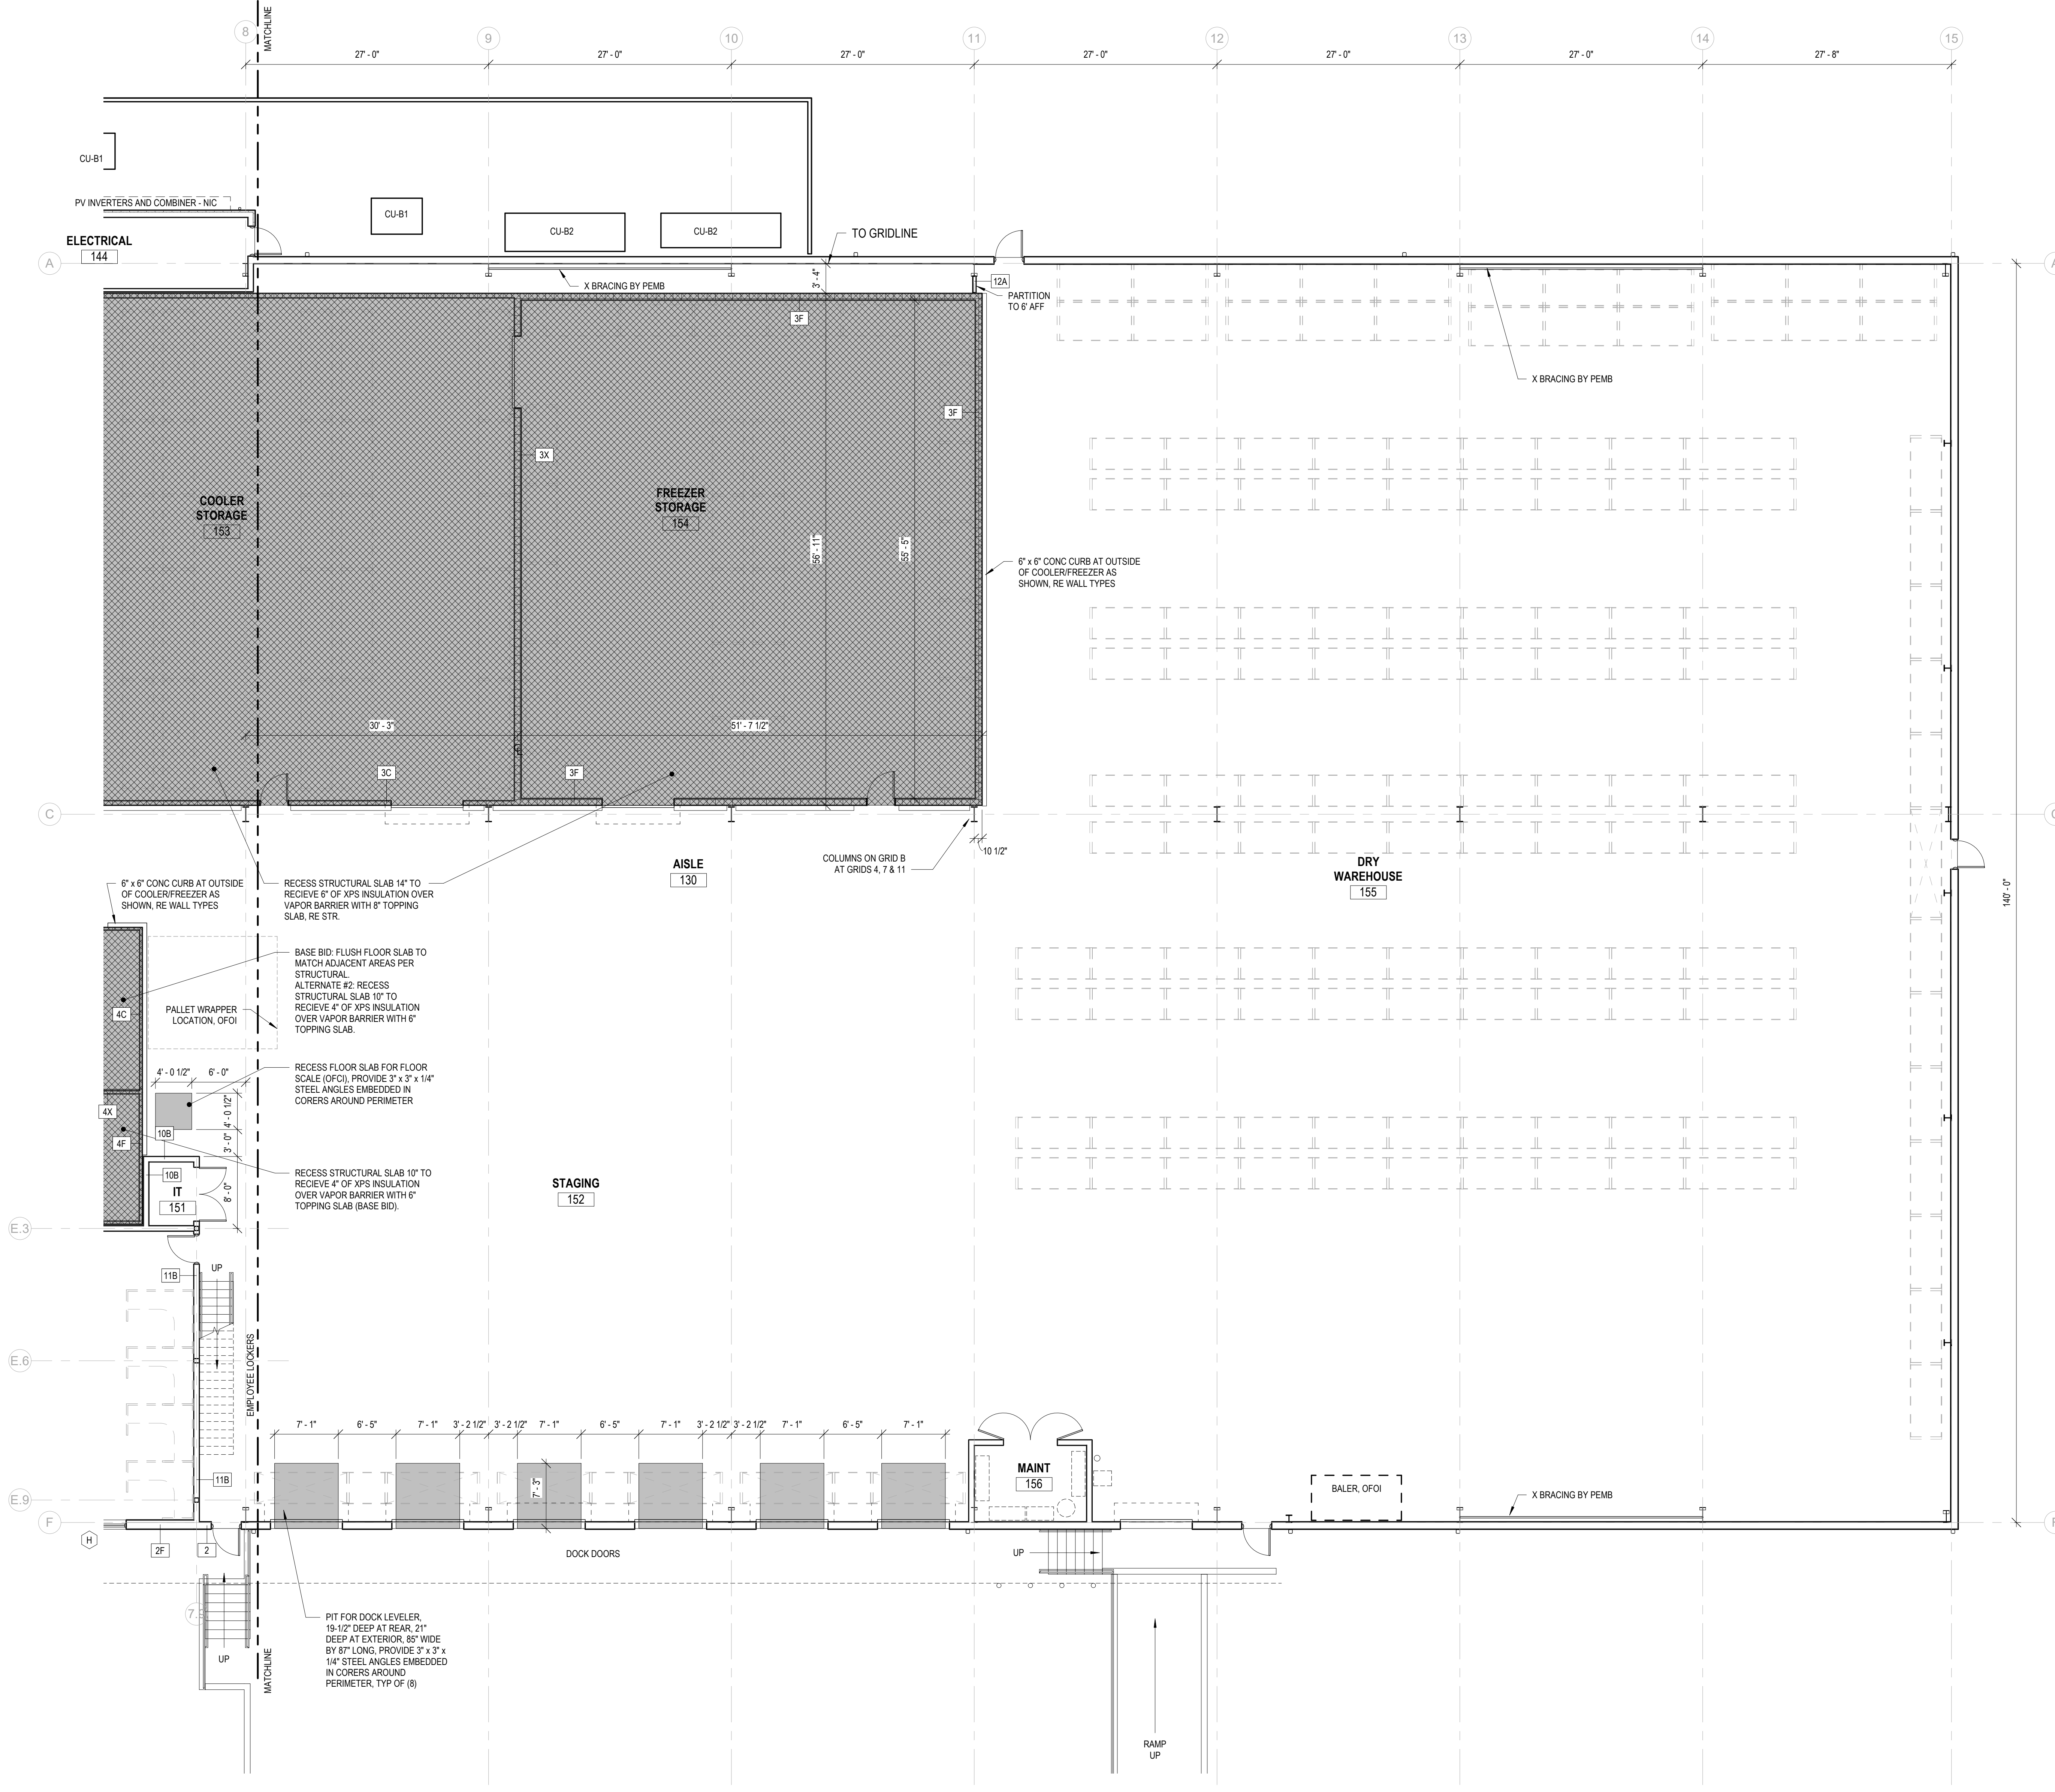 MATCHLINE
8
9
10
11
12
13
14
15
27' - 0"
27' - 0"
27' - 0"
27' - 0"
27' - 0"
27' - 0"
27' - 8"
CU-B1
PV INVERTERS AND COMBINER - NIC
CU-B1
CU-B2
CU-B2
TO GRIDLINE
ELECTRICAL
144
A
A
X BRACING BY PEMB
3' - 4"
12A
PARTITION
TO 6' AFF
3F
X BRACING BY PEMB
3F
3X
COOLER
STORAGE
153
FREEZER
STORAGE
154
56' - 11"
55' - 5"
6" x 6" CONC CURB AT OUTSIDE
OF COOLER/FREEZER AS
SHOWN, RE WALL TYPES
30' - 3"
51' - 7 1/2"
3C
3F
C
10 1/2"
COLUMNS ON GRID B
AT GRIDS 4, 7 & 11
AISLE
130
DRY
WAREHOUSE
155
140' - 0"
6" x 6" CONC CURB AT OUTSIDE
OF COOLER/FREEZER AS
SHOWN, RE WALL TYPES
RECESS STRUCTURAL SLAB 14" TO
RECIEVE 6" OF XPS INSULATION OVER
VAPOR BARRIER WITH 8" TOPPING
SLAB, RE STR.
BASE BID: FLUSH FLOOR SLAB TO
MATCH ADJACENT AREAS PER
STRUCTURAL.
ALTERNATE #2: RECESS
STRUCTURAL SLAB 10" TO
RECIEVE 4" OF XPS INSULATION
OVER VAPOR BARRIER WITH 6"
TOPPING SLAB.
4C
PALLET WRAPPER
LOCATION, OFOI
RECESS FLOOR SLAB FOR FLOOR
SCALE (OFCI), PROVIDE 3" x 3" x 1/4"
STEEL ANGLES EMBEDDED IN
CORERS AROUND PERIMETER
4' - 0 1/2"
6' - 0"
4' - 0 1/2"
3' - 0"
8' - 0"
4X
10B
4F
10B
IT
151
RECESS STRUCTURAL SLAB 10" TO
RECIEVE 4" OF XPS INSULATION
OVER VAPOR BARRIER WITH 6"
TOPPING SLAB (BASE BID).
STAGING
152
E.3
11B
UP
EMPLOYEE LOCKERS
E.6
7' - 1"
6' - 5"
7' - 1"
3' - 2 1/2"
3' - 2 1/2"
7' - 1"
6' - 5"
7' - 1"
3' - 2 1/2"
3' - 2 1/2"
7' - 1"
6' - 5"
7' - 1"
11B
7' - 3"
MAINT
156
BALER, OFOI
X BRACING BY PEMB
E.9
F
H
2F
2
DOCK DOORS
UP
PIT FOR DOCK LEVELER,
19-1/2" DEEP AT REAR, 21"
DEEP AT EXTERIOR, 85" WIDE
BY 87" LONG, PROVIDE 3" x 3" x
1/4" STEEL ANGLES EMBEDDED
IN CORERS AROUND
PERIMETER, TYP OF (8)
UP
MATCHLINE
RAMP
UP